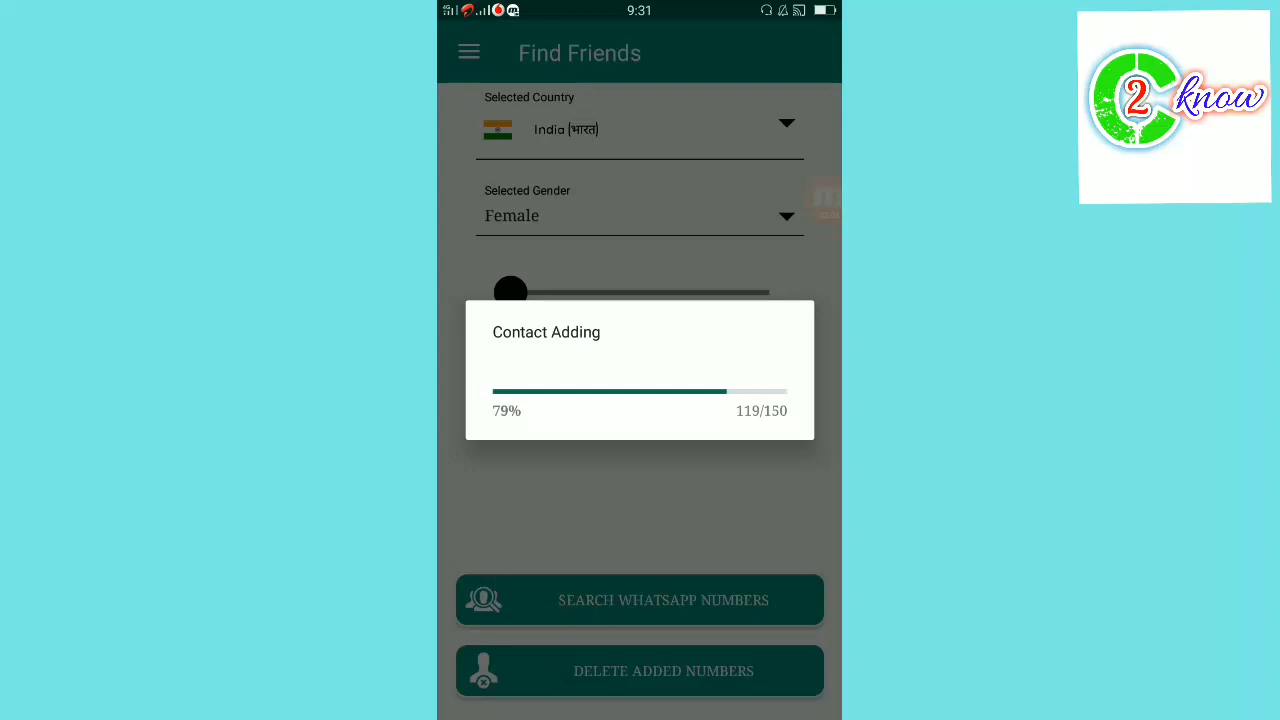 4G
9:31
Find Friends
Selected Country
India (भारत)
Selected Gender
Female
Contact Adding
79%
119/150
SEARCH WHATSAPP NUMBERS
DELETE ADDED NUMBERS
C 2 know